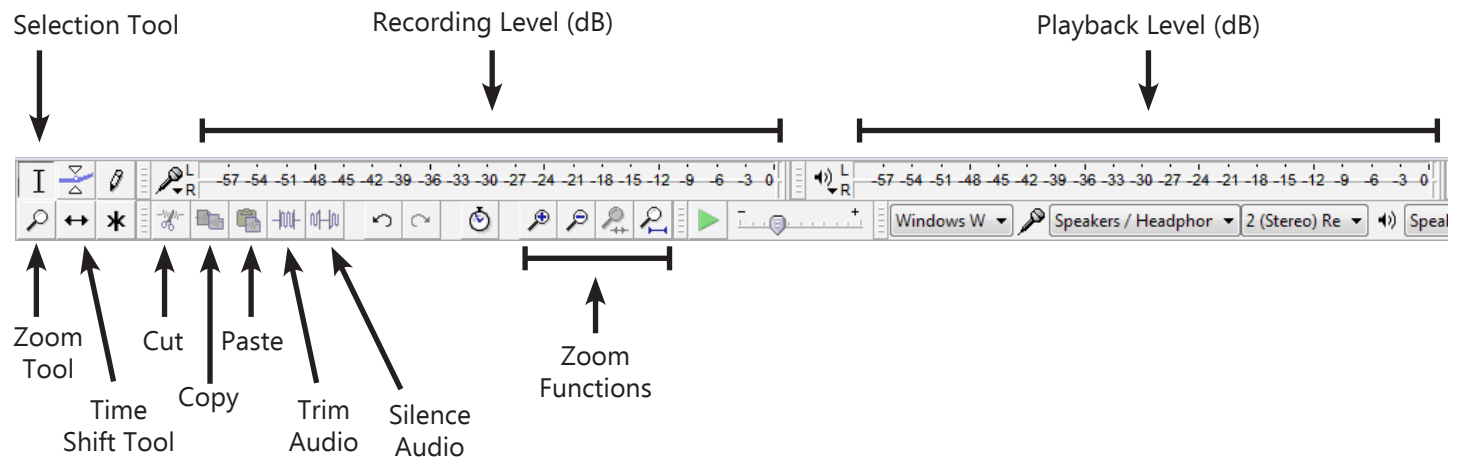 Selection Tool
Recording Level (dB)
Playback Level (dB)
L
R
-57 -54 -51 -48 -45 -42 -39 -36 -33 -30 -27 -24 -21 -18 -15 -12 -9 -6 -3 0
L
R
-57 -54 -51 -48 -45 -42 -39 -36 -33 -30 -27 -24 -21 -18 -15 -12 -9 -6 -3 0
- +
Windows W
Speakers / Headphor
2 (Stereo) Re
Speal
Zoom
Tool
Cut
Paste
Zoom
Functions
Time
Shift Tool
Copy
Trim
Audio
Silence
Audio